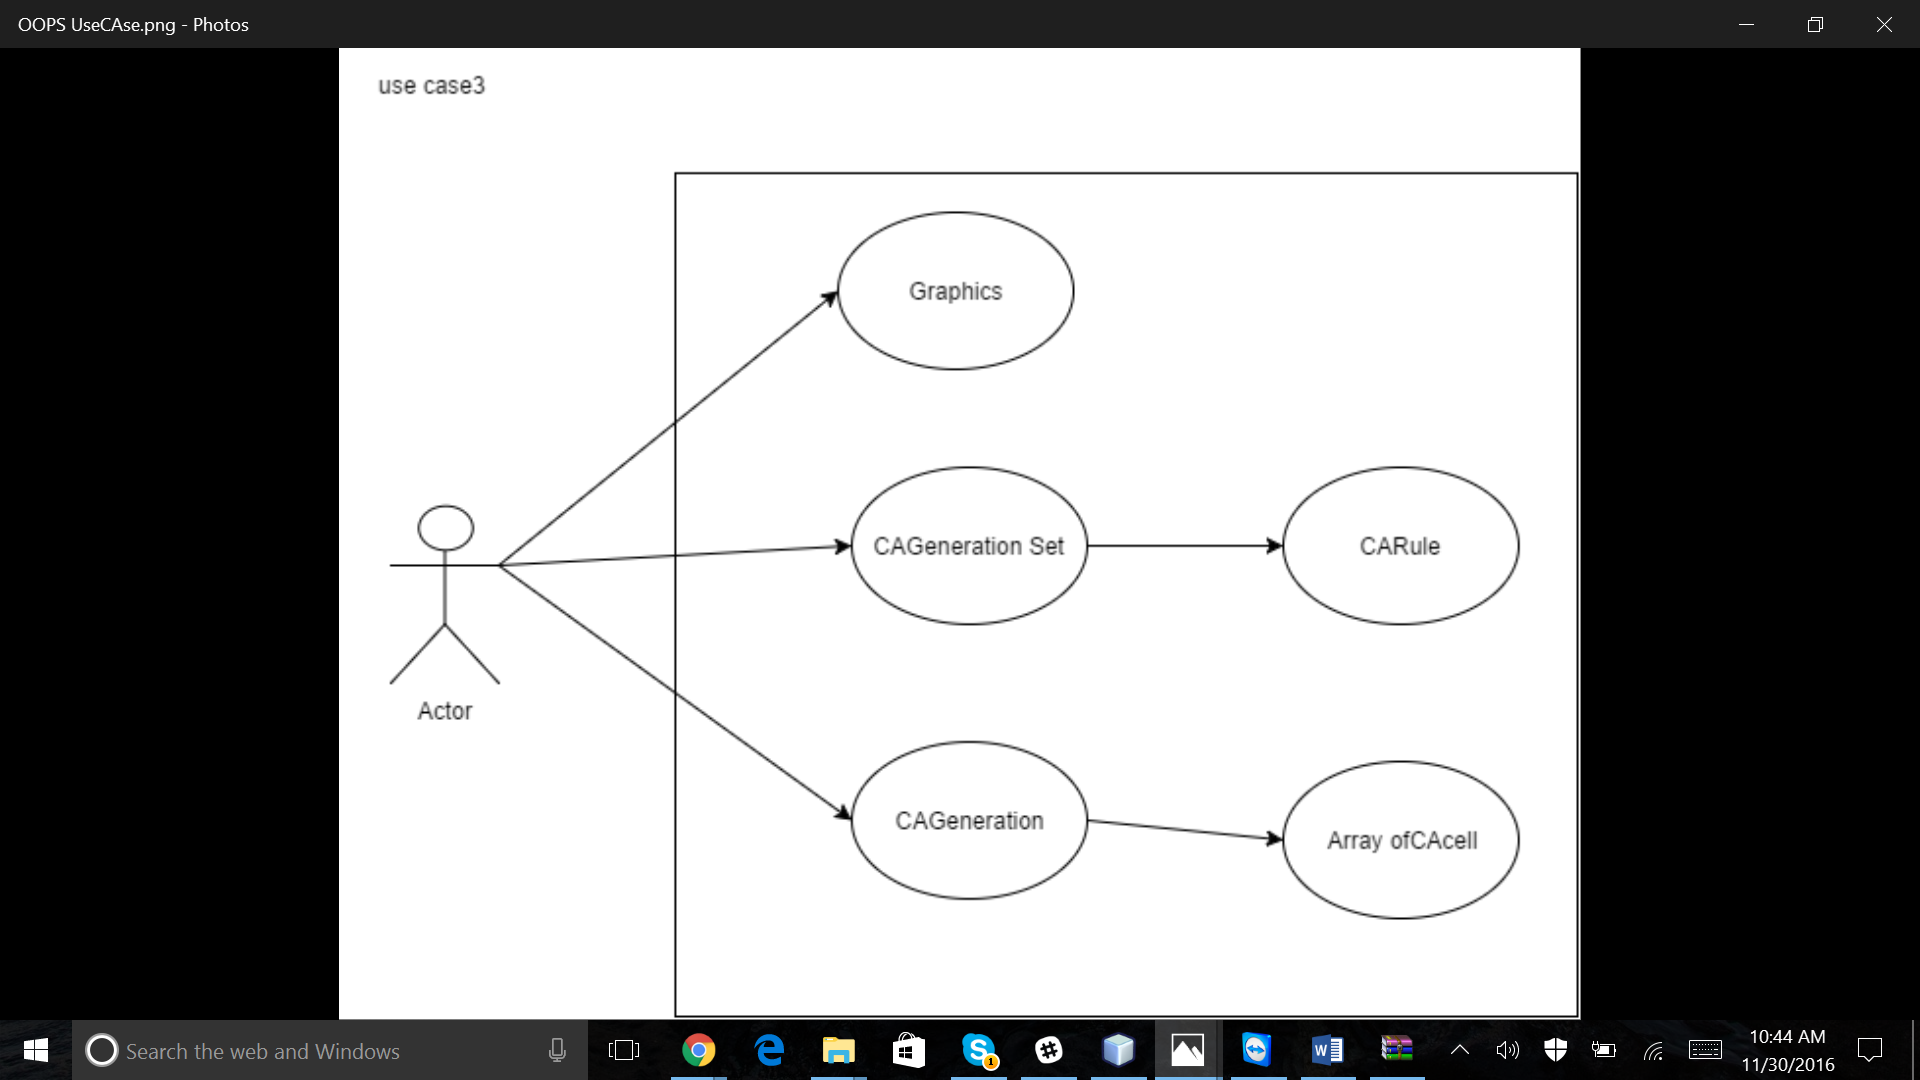 OOPS UseCAse.png - Photos
use case3
Graphics
CAGeneration Set
CARule
Actor
CAGeneration
Array ofCAcell
Search the web and Windows
10:44 AM
11/30/2016